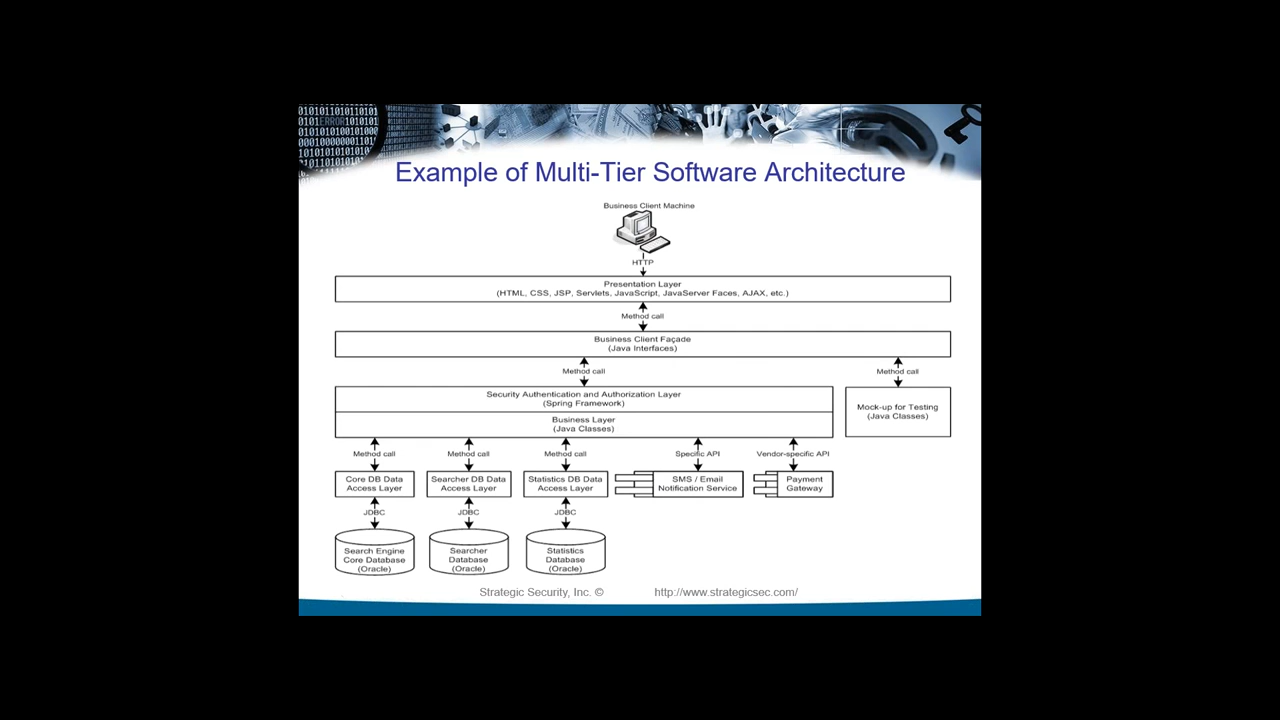 Example of Multi-Tier Software Architecture
Business Client Machine
HTTP
Presentation Layer
(HTML, CSS, JSP, Servlets, JavaScript, JavaServer Faces, AJAX, etc.)
Method call
Business Client Façade
(Java Interfaces)
Method call
Method call
Security Authentication and Authorization Layer
(Spring Framework)
Business Layer
(Java Classes)
Mock-up for Testing
(Java Classes)
Method call
Method call
Method call
Specific API
Vendor-specific API
Core DB Data
Access Layer
Searcher DB Data
Access Layer
Statistics DB Data
Access Layer
SMS / Email
Notification Service
Payment
Gateway
JDBC
JDBC
JDBC
Search Engine
Core Database
(Oracle)
Searcher
Database
(Oracle)
Statistics
Database
(Oracle)
Strategic Security, Inc. ©
http://www.strategicsec.com/